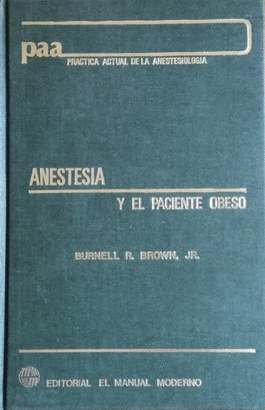 paa
PRACTICA ACTUAL DE LA ANESTESIOLOGIA
ANESTESIA
Y EL PACIENTE OBESO
BURNELL R. BROWN, JR.
EDITORIAL EL MANUAL MODERNO